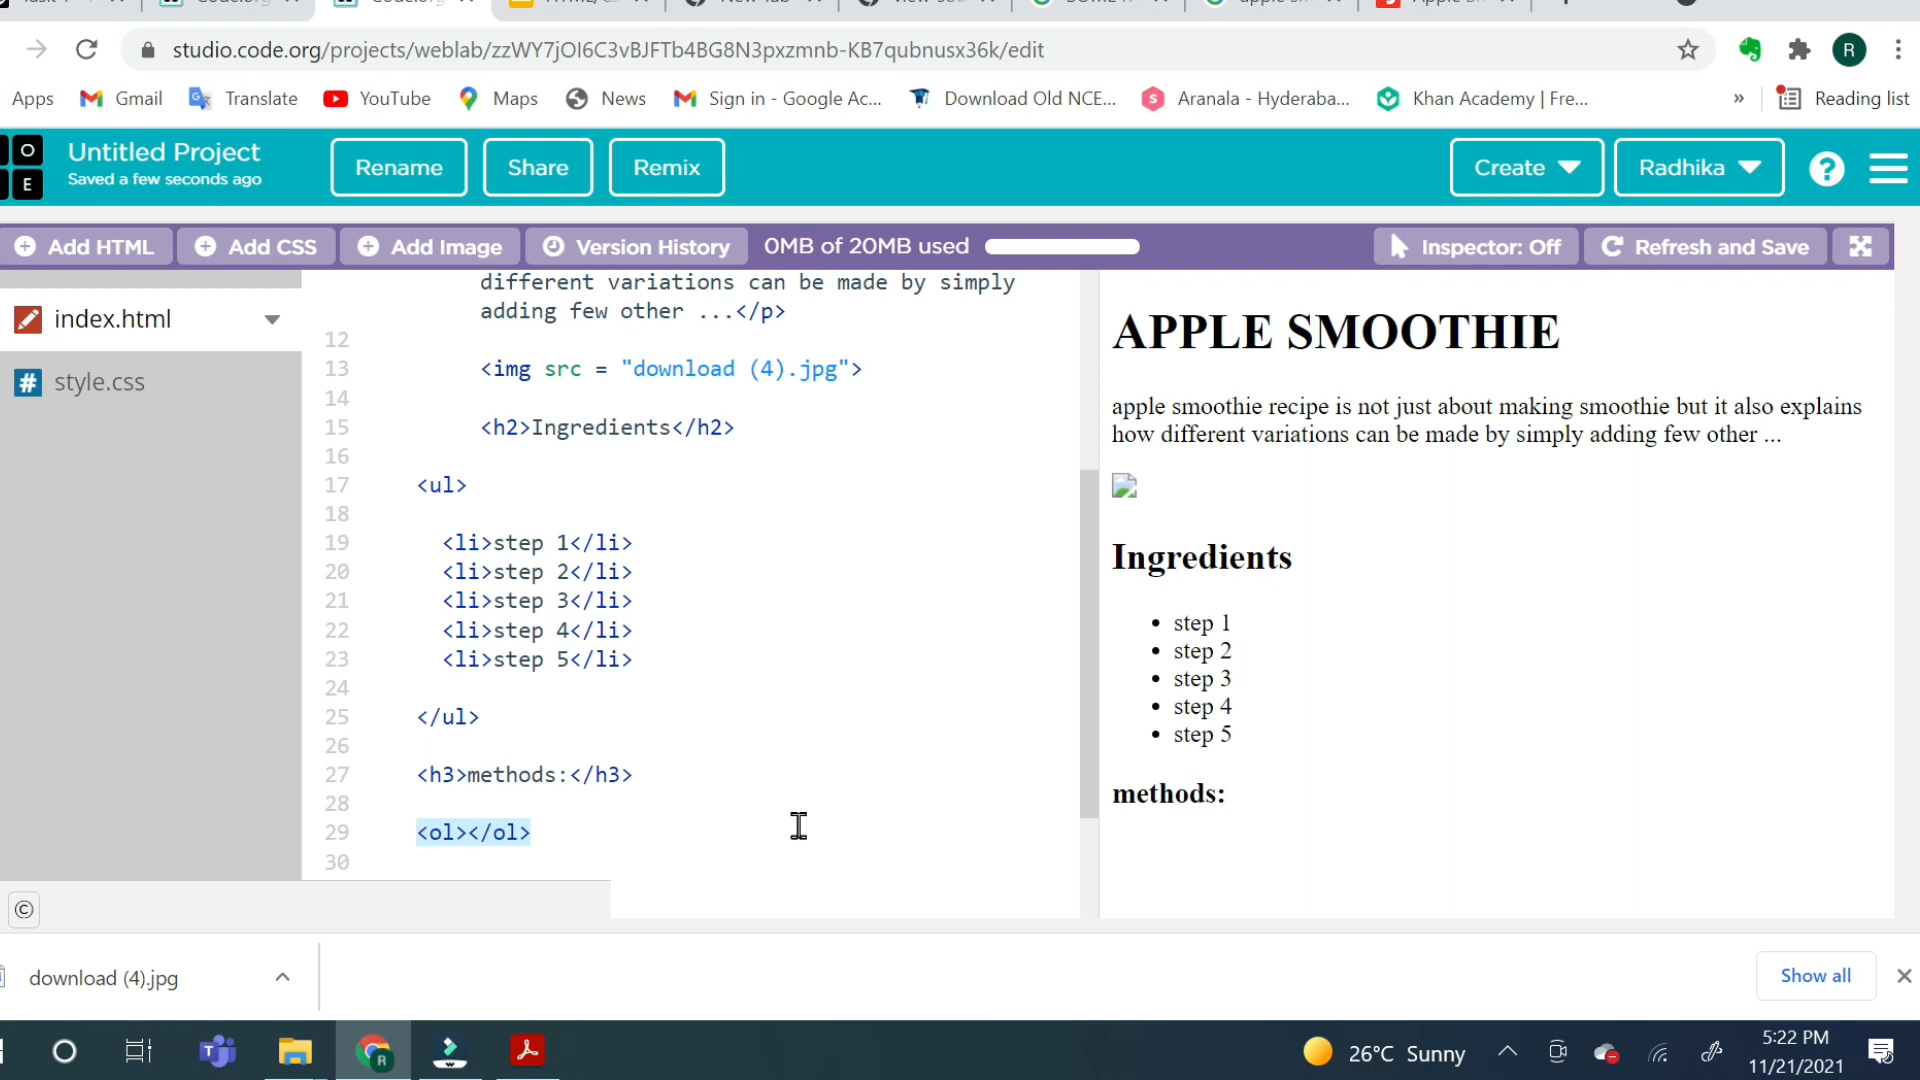 studio.code.org/projects/weblab/zzWY7jOl6C3vBJFTb4BG8N3pxzmnb-KB7qubnusx36k/edit
R
Apps Gmail Translate YouTube Maps News Sign in - Google Ac... Download Old NCE... Aranala - Hyderaba... Khan Academy | Fre... » Reading list
O
E
Untitled Project
Saved a few seconds ago
Rename Share Remix Create Radhika ?
Add HTML Add CSS Add Image Version History 0MB of 20MB used Inspector: Off Refresh and Save
index.html
# style.css
different variations can be made by simply
adding few other ...</p>
12
13 <img src = "download (4).jpg">
14
15 <h2>Ingredients</h2>
16
17 <ul>
18
19 <li>step 1</li>
20 <li>step 2</li>
21 <li>step 3</li>
22 <li>step 4</li>
23 <li>step 5</li>
24
25 </ul>
26
27 <h3>methods:</h3>
28
29 <ol></ol>
30
APPLE SMOOTHIE
apple smoothie recipe is not just about making smoothie but it also explains
how different variations can be made by simply adding few other ...
Ingredients
• step 1
• step 2
• step 3
• step 4
• step 5
methods:
©
download (4).jpg
Show all
26°C Sunny
5:22 PM
11/21/2021